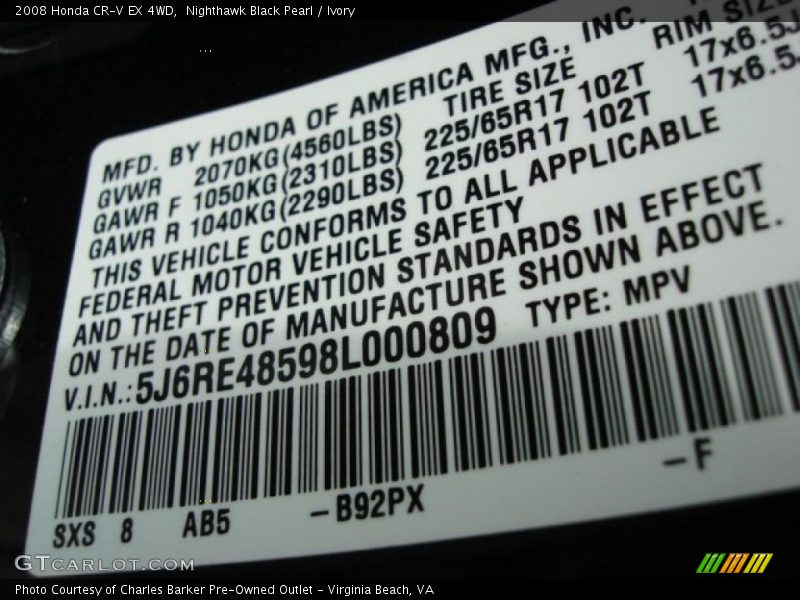 2008 Honda CR-V EX 4WD, Nighthawk Black Pearl / Ivory
MFD. BY HONDA OF AMERICA MFG., INC.
TIRE SIZE RIM SIZE
GVWR 2070KG(4560LBS)
GAWR F 1050KG(2310LBS) 225/65R17 102T 17x6.5J
GAWR R 1040KG(2290LBS) 225/65R17 102T 17x6.5J
THIS VEHICLE CONFORMS TO ALL APPLICABLE
FEDERAL MOTOR VEHICLE SAFETY
AND THEFT PREVENTION STANDARDS IN EFFECT
ON THE DATE OF MANUFACTURE SHOWN ABOVE.
V.I.N.:5J6RE48598L000809 TYPE: MPV
SXS 8 AB5 -B92PX -F
GTCARLOT.COM
Photo Courtesy of Charles Barker Pre-Owned Outlet - Virginia Beach, VA